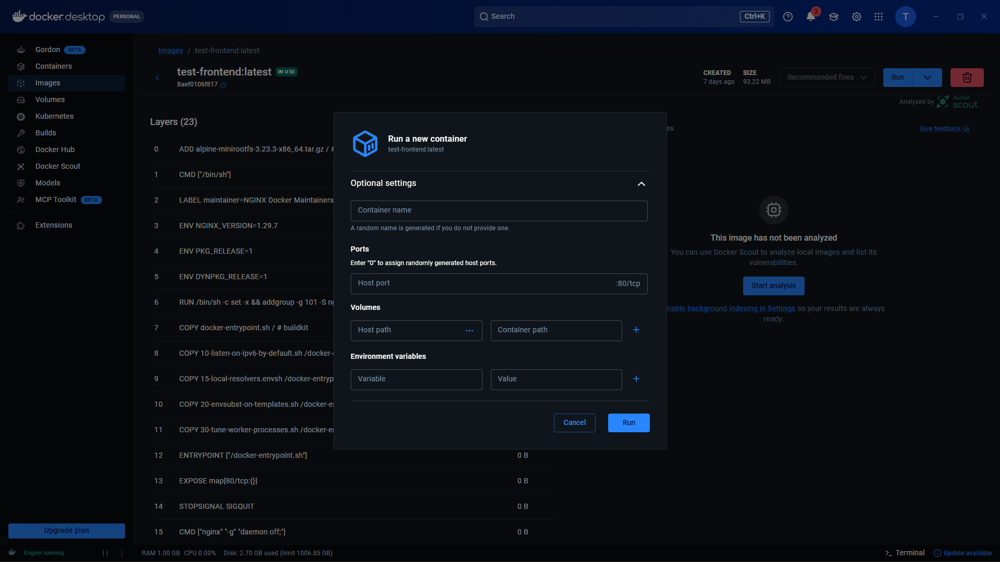 docker desktop PERSONAL
Search Ctrl+K
3
T
Gordon BETA
Containers
Images
Volumes
Kubernetes
Builds
Docker Hub
Docker Scout
Models
MCP Toolkit BETA
Extensions
Upgrade plan
Engine running
Images / test-frontend:latest
test-frontend:latest IN USE
8aef0106f817
CREATED
7 days ago
SIZE
93.22 MB
Recommended fixes
Run
Analyzed by docker scout
Give feedback
Layers (23)
0 ADD alpine-minirootfs-3.23.3-x86_64.tar.gz / #
1 CMD ["/bin/sh"]
2 LABEL maintainer=NGINX Docker Maintainers
3 ENV NGINX_VERSION=1.29.7
4 ENV PKG_RELEASE=1
5 ENV DYNPKG_RELEASE=1
6 RUN /bin/sh -c set -x && addgroup -g 101 -S
7 COPY docker-entrypoint.sh / # buildkit
8 COPY 10-listen-on-ipv6-by-default.sh /docker-
9 COPY 15-local-resolvers.envsh /docker-entryp
10 COPY 20-envsubst-on-templates.sh /docker-e
11 COPY 30-tune-worker-processes.sh /docker-e
12 ENTRYPOINT ["/docker-entrypoint.sh"] 0 B
13 EXPOSE map[80/tcp:{}] 0 B
14 STOPSIGNAL SIGQUIT 0 B
15 CMD ["nginx" "-g" "daemon off;"] 0 B
Run a new container
test-frontend:latest
Optional settings
Container name
A random name is generated if you do not provide one.
Ports
Enter “0” to assign randomly generated host ports.
Host port :80/tcp
Volumes
Host path ... Container path +
Environment variables
Variable Value +
Cancel Run
es
This image has not been analyzed
You can use Docker Scout to analyze local images and list its
vulnerabilities.
Start analysis
nable background indexing in Settings so your results are always
ready.
RAM 1.00 GB CPU 0.00% Disk: 2.70 GB used (limit 1006.85 GB)
>_ Terminal
Update available